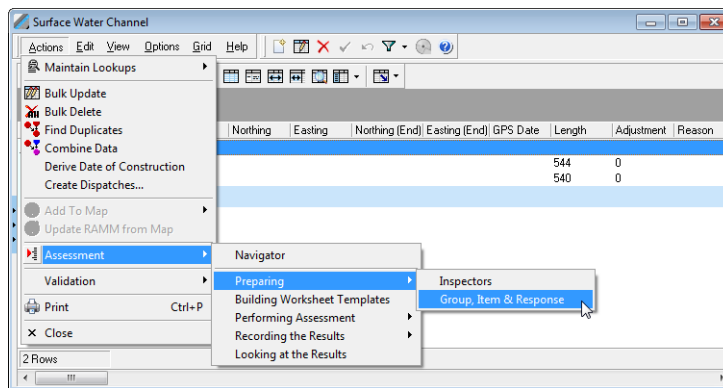 Surface Water Channel
Actions Edit View Options Grid Help
Maintain Lookups
Bulk Update
Bulk Delete
Find Duplicates
Combine Data
Derive Date of Construction
Create Dispatches...
Add To Map
Update RAMM from Map
Assessment
Validation
Print Ctrl+P
Close
Northing Easting Northing (End) Easting (End) GPS Date Length Adjustment Reason
544 0
540 0
Navigator
Preparing
Building Worksheet Templates
Performing Assessment
Recording the Results
Looking at the Results
Inspectors
Group, Item & Response
2 Rows